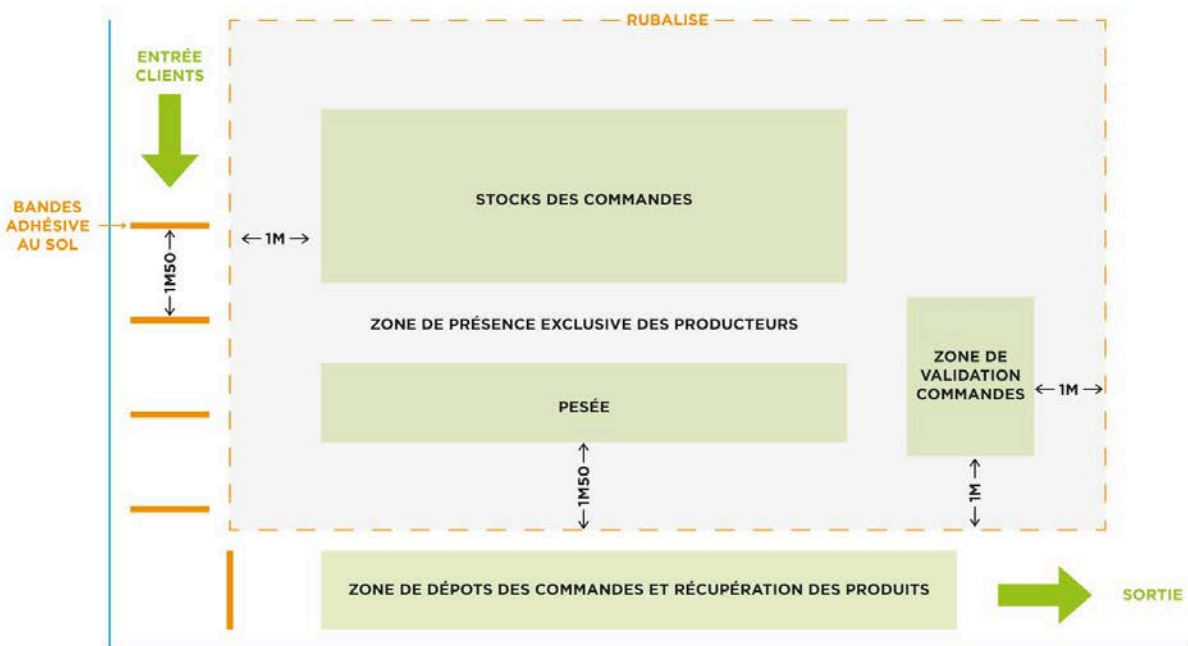 RUBALISE
ENTRÉE
CLIENTS
BANDES
ADHÉSIVE
AU SOL
1M50
1M
STOCKS DES COMMANDES
ZONE DE PRÉSENCE EXCLUSIVE DES PRODUCTEURS
PESÉE
1M50
ZONE DE
VALIDATION
COMMANDES
1M
1M
ZONE DE DÉPOTS DES COMMANDES ET RÉCUPÉRATION DES PRODUITS
SORTIE